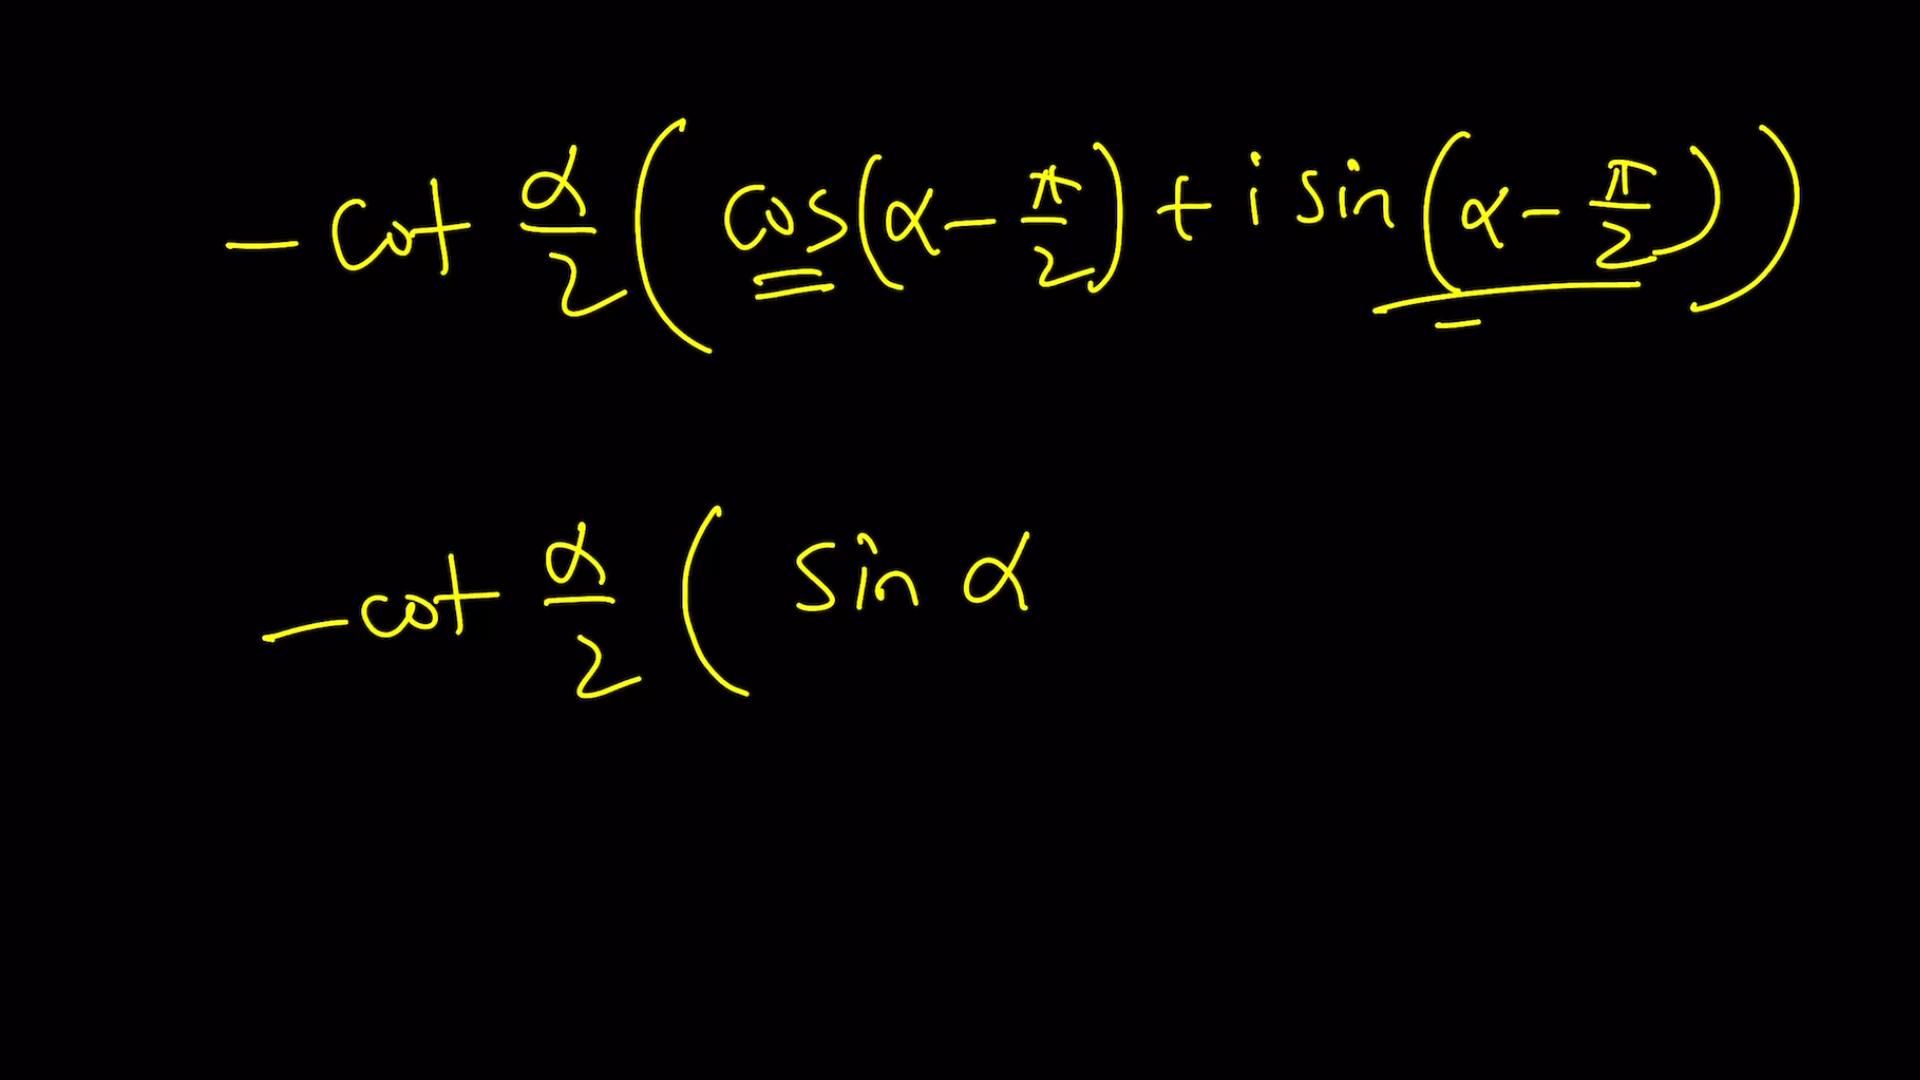 - cot α/2 ( cos(α - π/2) + i sin(α - π/2) )
- cot α/2 ( sin α